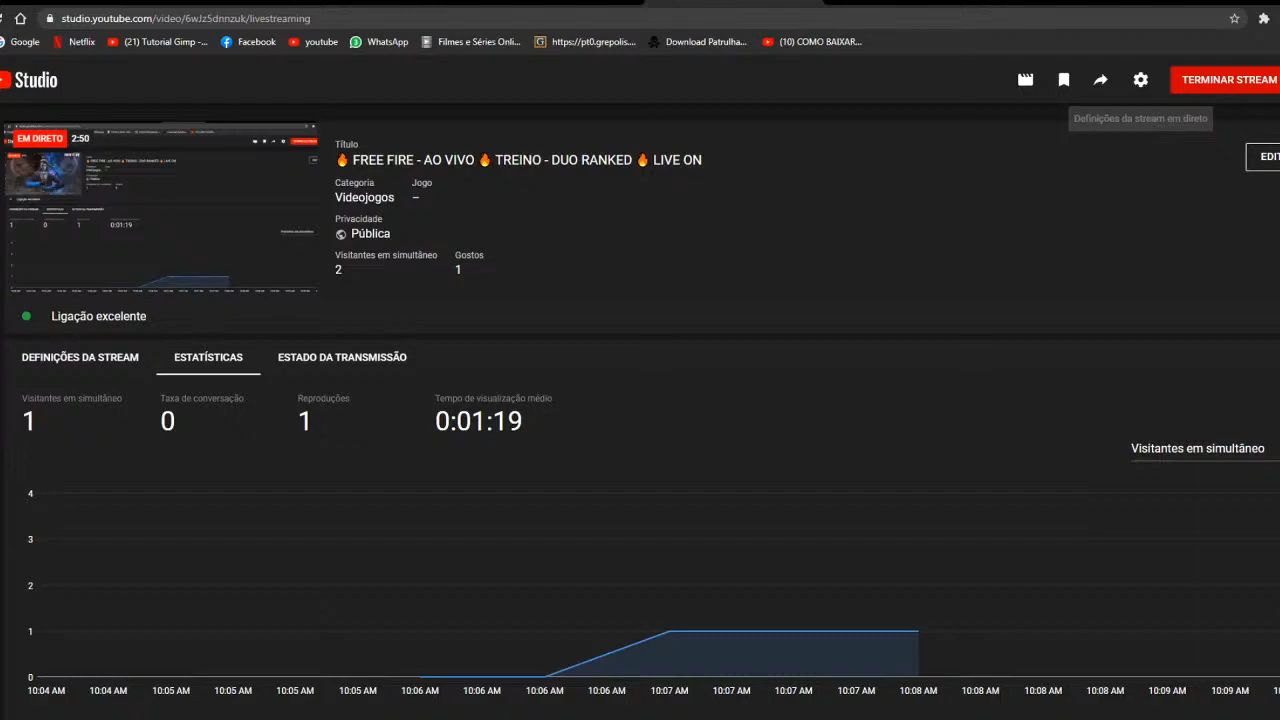 studio.youtube.com/video/6wJz5dnnzuk/livestreaming
Google Netflix (21) Tutorial Gimp -... Facebook youtube WhatsApp Filmes e Séries Onli... https://pt0.grepolis.... Download Patrulha... (10) COMO BAIXAR...
Studio
TERMINAR STREAM
Definições da stream em direto
EM DIRETO 2:50
Título
🔥 FREE FIRE - AO VIVO 🔥 TREINO - DUO RANKED 🔥 LIVE ON
EDIT
Categoria Jogo
Videojogos –
Privacidade
Pública
Visitantes em simultâneo Gostos
2 1
1 0 1 0:01:19
Ligação excelente
DEFINIÇÕES DA STREAM ESTATÍSTICAS ESTADO DA TRANSMISSÃO
Visitantes em simultâneo Taxa de conversação Reproduções Tempo de visualização médio
1 0 1 0:01:19
Visitantes em simultâneo
4
3
2
1
0
10:04 AM 10:04 AM 10:05 AM 10:05 AM 10:05 AM 10:05 AM 10:06 AM 10:06 AM 10:06 AM 10:06 AM 10:07 AM 10:07 AM 10:07 AM 10:07 AM 10:08 AM 10:08 AM 10:08 AM 10:08 AM 10:09 AM 10:09 AM